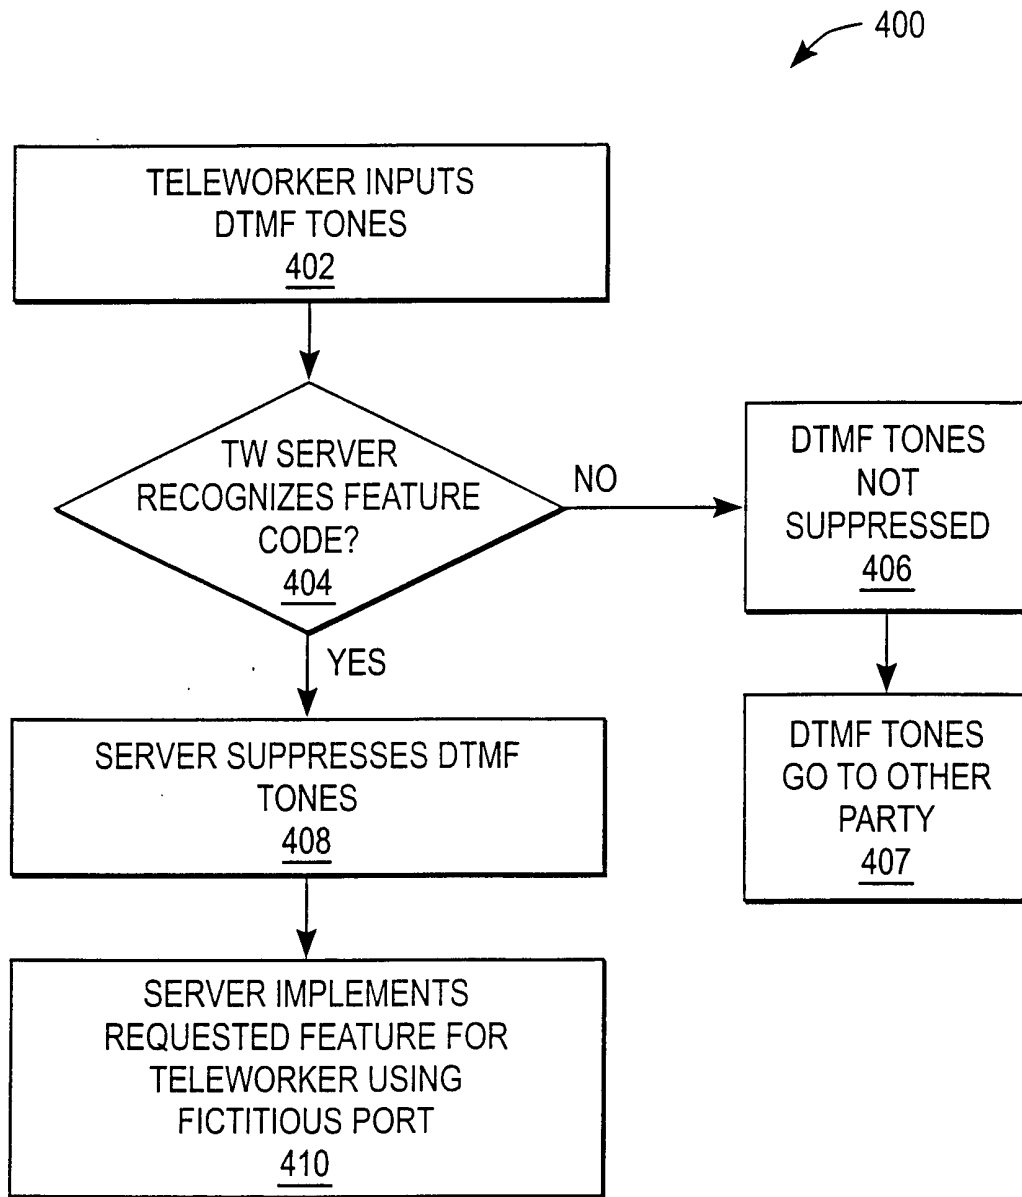 400
TELEWORKER INPUTS
DTMF TONES
402
TW SERVER
RECOGNIZES FEATURE
CODE?
404
NO
DTMF TONES
NOT
SUPPRESSED
406
YES
DTMF TONES
GO TO OTHER
PARTY
407
SERVER SUPPRESSES DTMF
TONES
408
SERVER IMPLEMENTS
REQUESTED FEATURE FOR
TELEWORKER USING
FICTITIOUS PORT
410